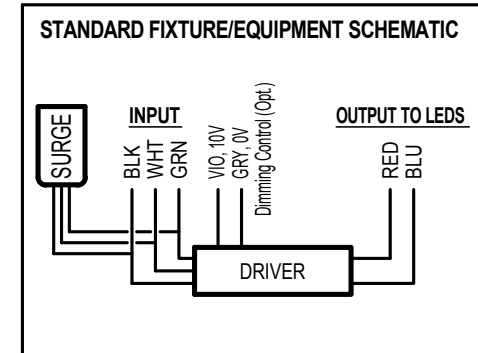 STANDARD FIXTURE/EQUIPMENT SCHEMATIC
SURGE
INPUT
BLK
WHT
GRN
VIO, 10V
GRY, 0V
Dimming Control (Opt.)
OUTPUT TO LEDS
RED
BLU
DRIVER